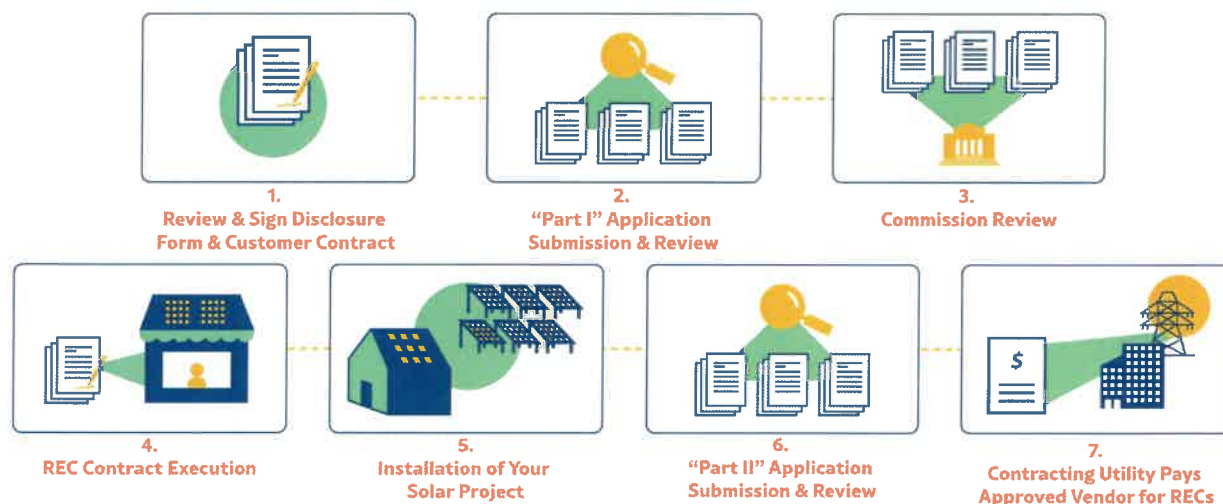 1.
Review & Sign Disclosure
Form & Customer Contract
2.
“Part I” Application
Submission & Review
3.
Commission Review
4.
REC Contract Execution
5.
Installation of Your
Solar Project
6.
“Part II” Application
Submission & Review
$
7.
Contracting Utility Pays
Approved Vendor for RECs